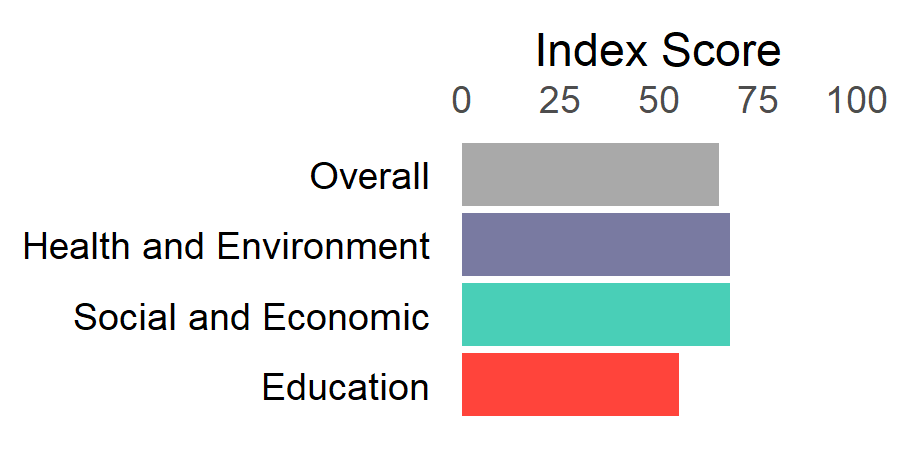 Index Score
0 25 50 75 100
Overall
Health and Environment
Social and Economic
Education